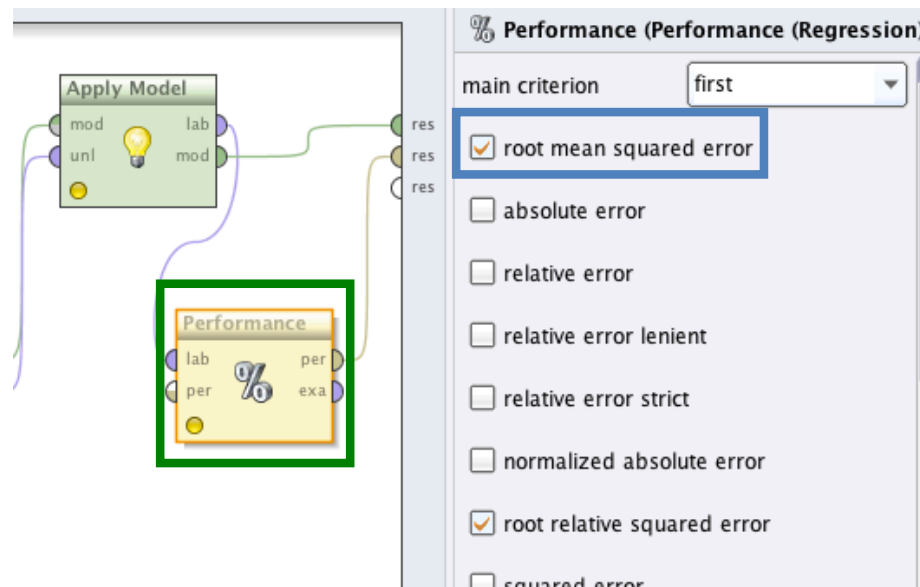 Apply Model
mod lab
unl mod
res
res
res
Performance
lab per
per exa
%
% Performance (Performance (Regression)
main criterion first
root mean squared error
absolute error
relative error
relative error lenient
relative error strict
normalized absolute error
root relative squared error
squared error